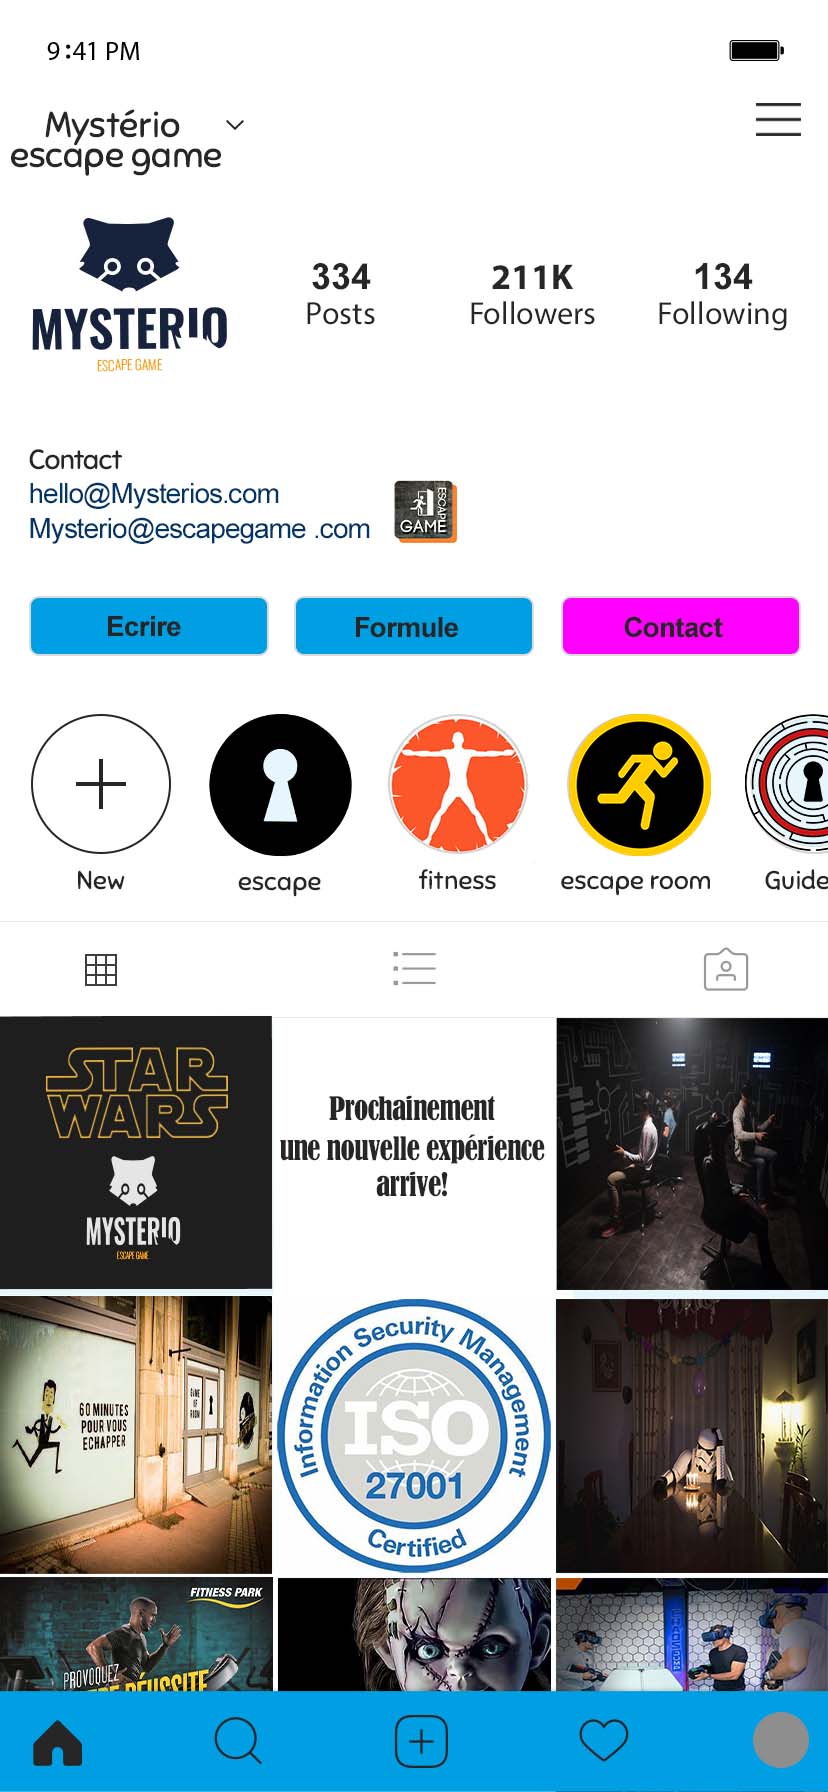 9:41 PM
Mystério
escape game
MYSTERIO
ESCAPE GAME
334
Posts
211K
Followers
134
Following
Contact
hello@Mysterios.com
Mysterio@escapegame .com
ESCAPE
GAME
Ecrire
Formule
Contact
New
escape
fitness
escape room
Guide
STAR
WARS
MYSTERIO
ESCAPE GAME
Prochainement
une nouvelle expérience
arrive!
60 MINUTES
POUR VOUS
ECHAPPER
GAME
OF
ROOM
Information Security Management
ISO
27001
Certified
FITNESS PARK
PROVOQUEZ
RÉUSSITE